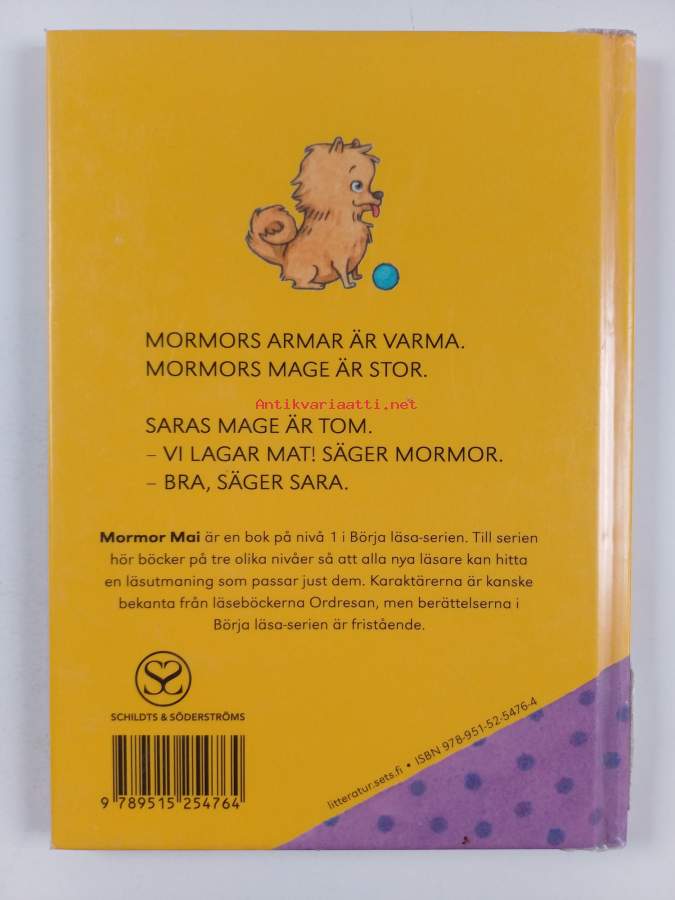 MORMORS ARMAR ÄR VARMA.
MORMORS MAGE ÄR STOR.
Antikvariaatti.net
SARAS MAGE ÄR TOM.
– VI LAGAR MAT! SÄGER MORMOR.
– BRA, SÄGER SARA.
Mormor Mai är en bok på nivå 1 i Börja läsa-serien. Till serien
hör böcker på tre olika nivåer så att alla nya läsare kan hitta
en läsutmaning som passar just dem. Karaktärerna är kanske
bekanta från läseböckerna Ordresan, men berättelserna i
Börja läsa-serien är fristående.
SCHILDTS & SÖDERSTRÖMS
litteratur.sets.fi • ISBN 978-951-52-5476-4
9 789515 254764